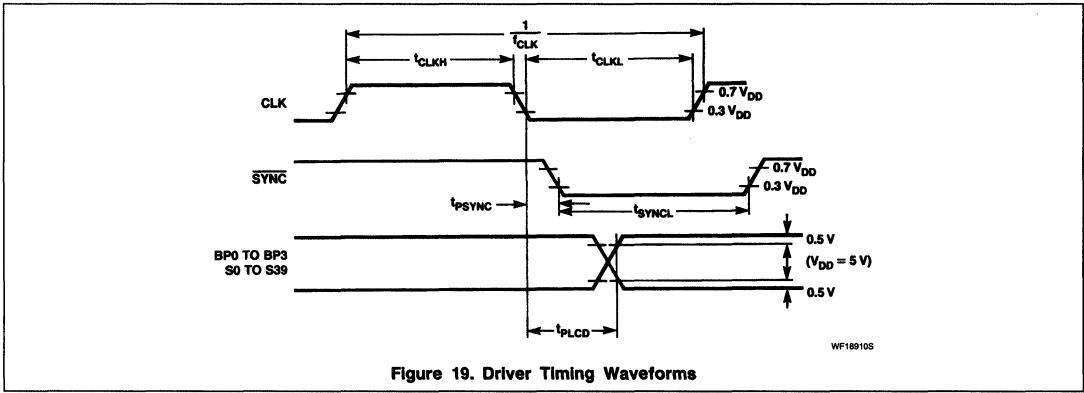 1
fCLK
tCLKH
tCLKL
CLK
0.7 VDD
0.3 VDD
SYNC
0.7 VDD
0.3 VDD
tPSYNC
tSYNCL
BP0 TO BP3
S0 TO S39
0.5 V
(VDD = 5 V)
0.5 V
tPLCD
WF18910S
Figure 19. Driver Timing Waveforms